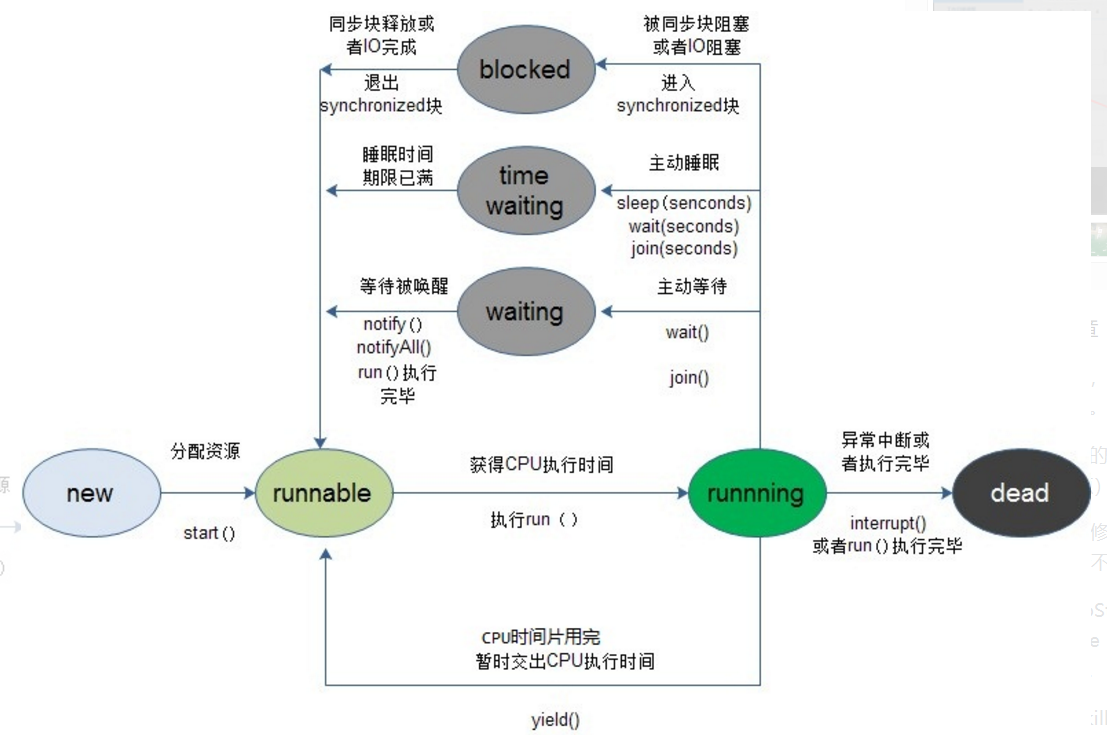 同步块释放或
者IO完成
blocked
被同步块阻塞
或者IO阻塞
退出
synchronized块
进入
synchronized块
睡眠时间
期限已满
time
waiting
主动睡眠
sleep(senconds)
wait(seconds)
join(seconds)
等待被唤醒
waiting
主动等待
notify()
notifyAll()
run()执行
完毕
wait()
join()
new
分配资源
start()
runnable
获得CPU执行时间
执行run（）
runnning
异常中断或
者执行完毕
interrupt()
或者run()执行完毕
dead
CPU时间片用完
暂时交出CPU执行时间
yield()
源
)
章
的
)
修
不
e